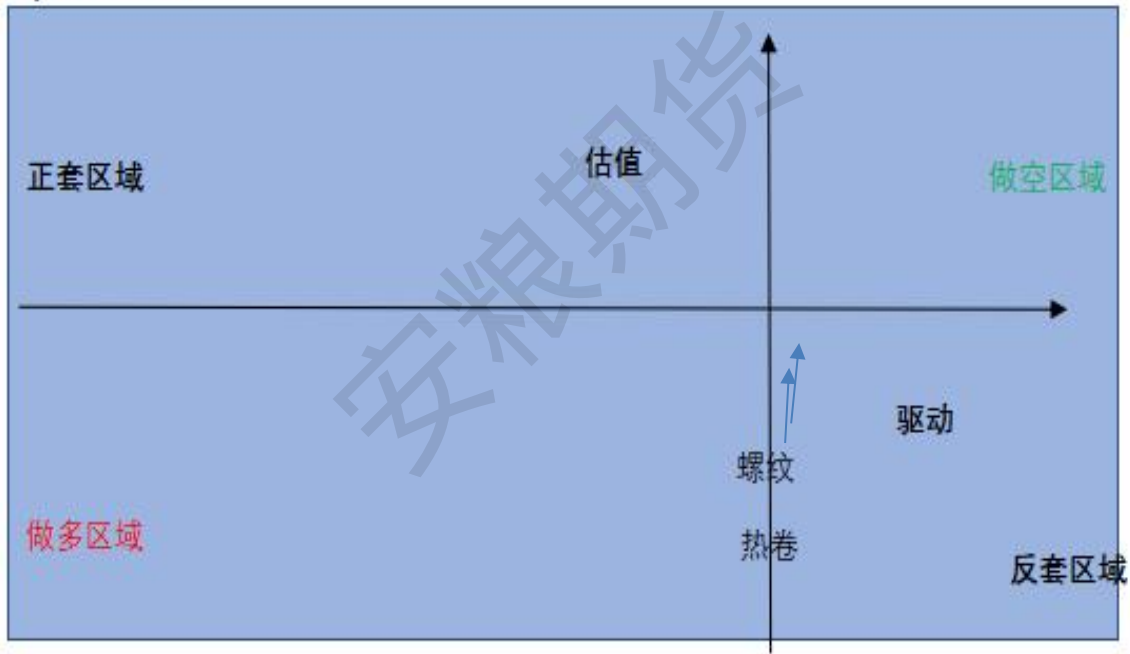 正套区域
估值
做空区域
驱动
螺纹
做多区域
热卷
反套区域
安粮期货